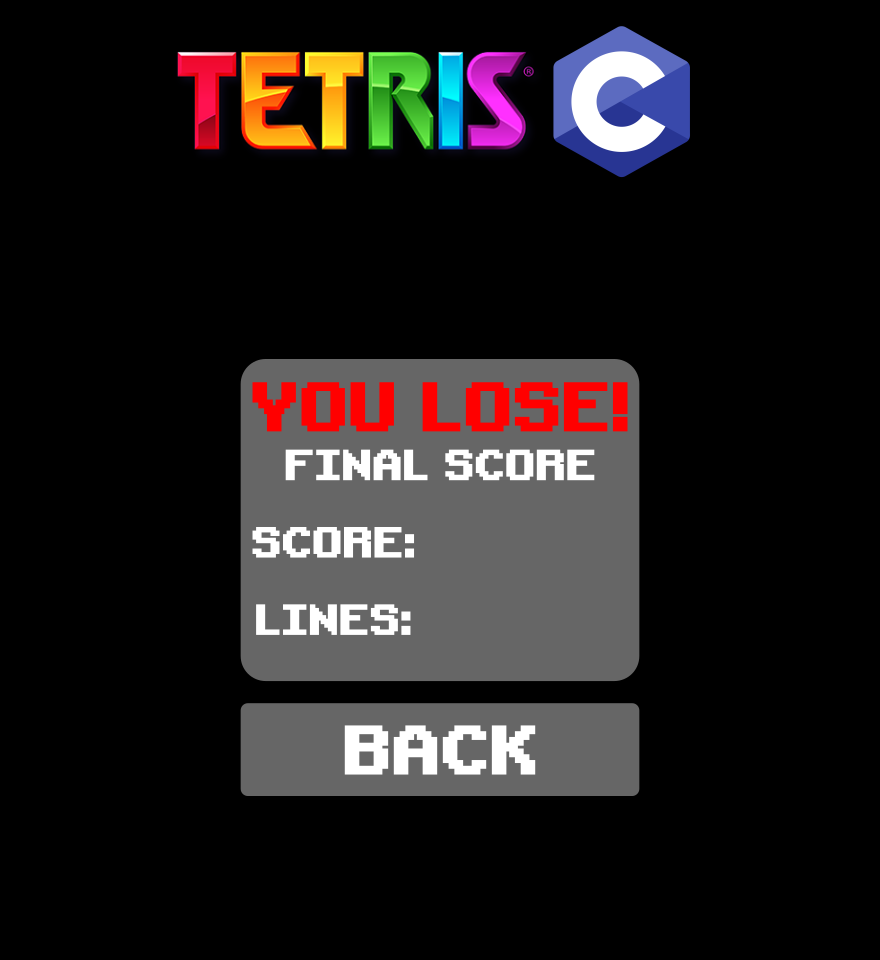 TETRIS® C
YOU LOSE!
FINAL SCORE
SCORE:
LINES:
BACK